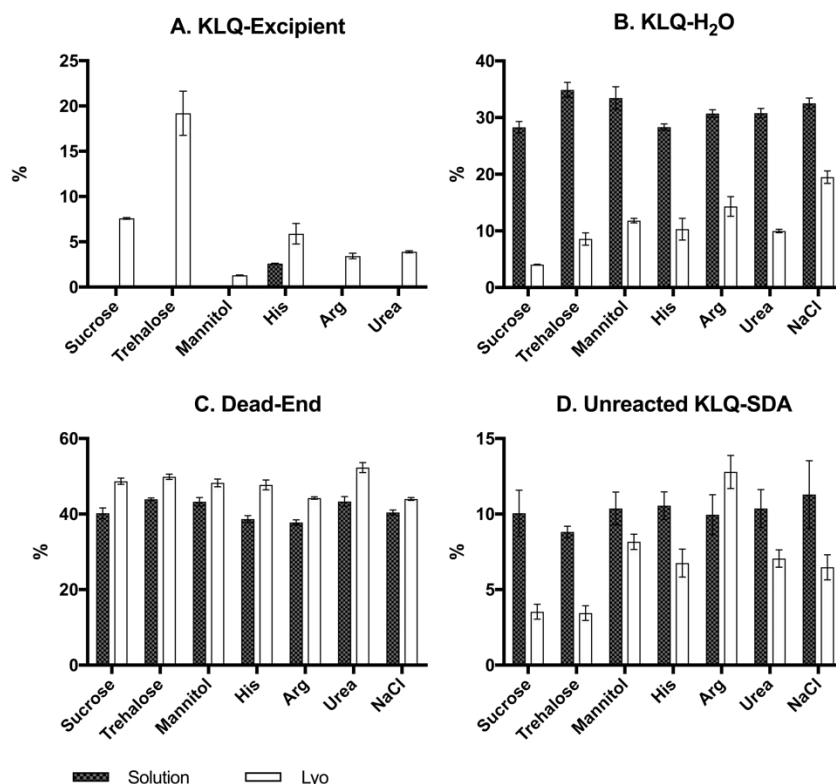 A. KLQ-Excipient
25
20
15
10
5
0
%
Sucrose
Trehalose
Mannitol
His
Arg
Urea
B. KLQ-H₂O
40
30
20
10
0
%
Sucrose
Trehalose
Mannitol
His
Arg
Urea
NaCl
C. Dead-End
60
40
20
0
%
Sucrose
Trehalose
Mannitol
His
Arg
Urea
NaCl
D. Unreacted KLQ-SDA
15
10
5
0
%
Sucrose
Trehalose
Mannitol
His
Arg
Urea
NaCl
Solution
Lyo